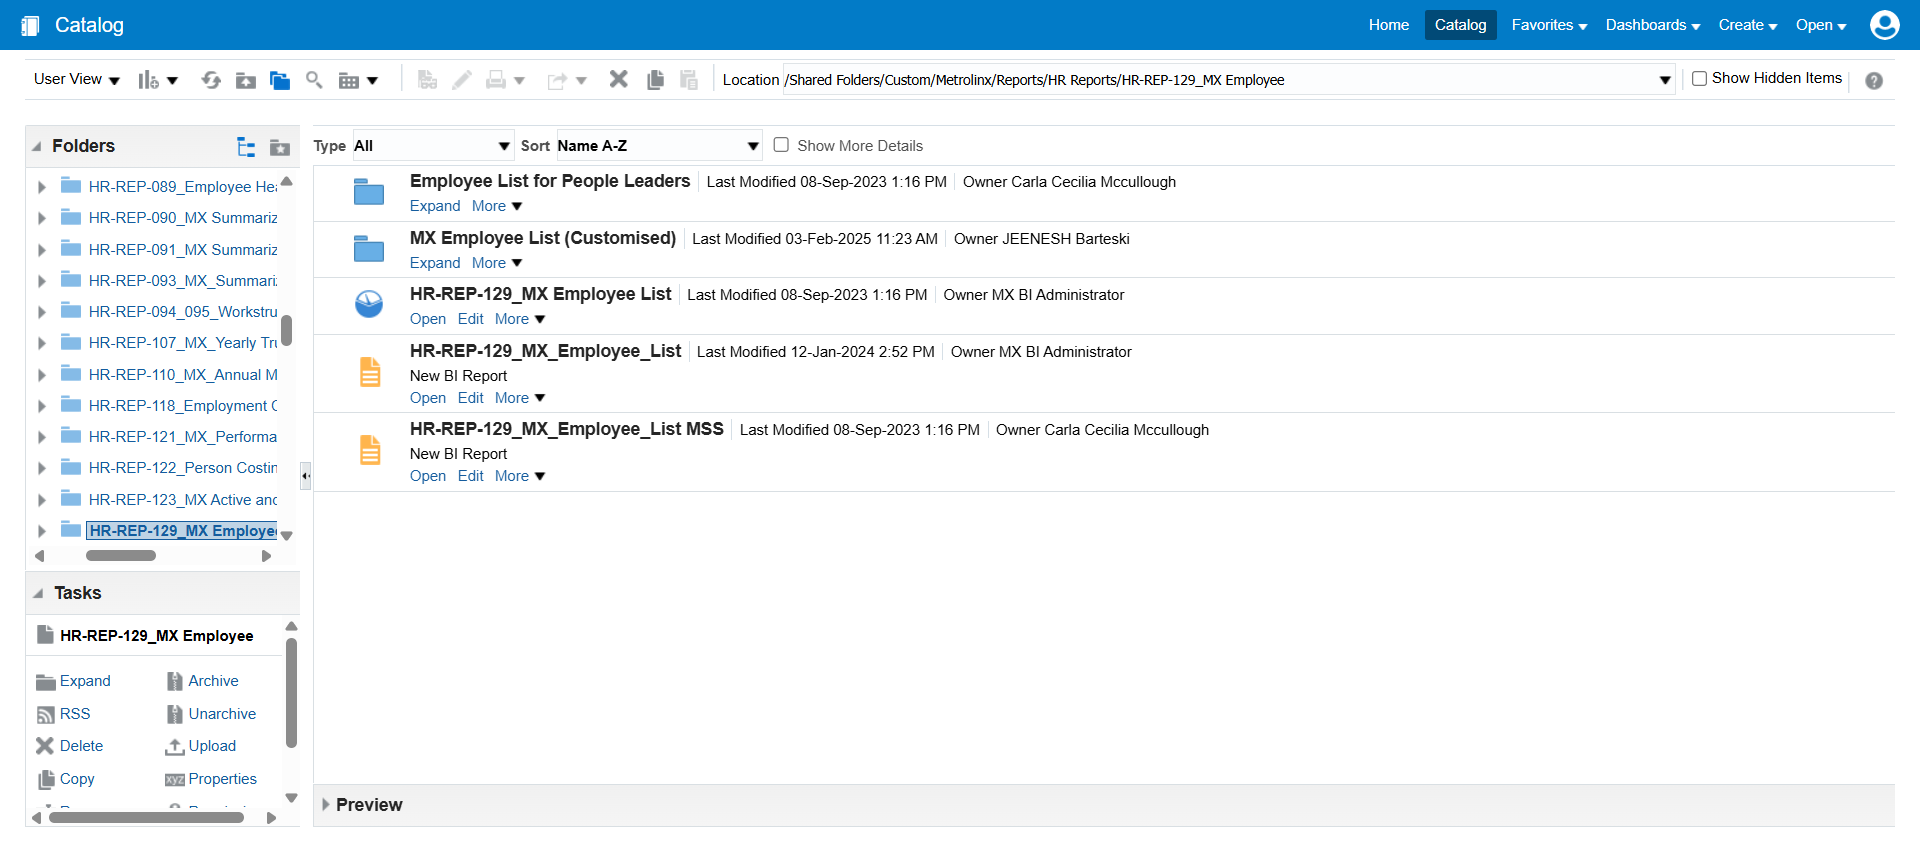 Catalog
Home Catalog Favorites Dashboards Create Open
User View
Location /Shared Folders/Custom/Metrolinx/Reports/HR Reports/HR-REP-129_MX Employee
Show Hidden Items
Folders
HR-REP-089_Employee Hea
HR-REP-090_MX Summariz
HR-REP-091_MX Summariz
HR-REP-093_MX_Summari
HR-REP-094_095_Workstru
HR-REP-107_MX_Yearly Tru
HR-REP-110_MX_Annual M
HR-REP-118_Employment C
HR-REP-121_MX_Performa
HR-REP-122_Person Costin
HR-REP-123_MX Active and
HR-REP-129_MX Employee
Tasks
HR-REP-129_MX Employee
Expand Archive
RSS Unarchive
Delete Upload
Copy xyz Properties
Type All Sort Name A-Z Show More Details
Employee List for People Leaders Last Modified 08-Sep-2023 1:16 PM Owner Carla Cecilia Mccullough
Expand More
MX Employee List (Customised) Last Modified 03-Feb-2025 11:23 AM Owner JEENESH Barteski
Expand More
HR-REP-129_MX Employee List Last Modified 08-Sep-2023 1:16 PM Owner MX BI Administrator
Open Edit More
HR-REP-129_MX_Employee_List Last Modified 12-Jan-2024 2:52 PM Owner MX BI Administrator
New BI Report
Open Edit More
HR-REP-129_MX_Employee_List MSS Last Modified 08-Sep-2023 1:16 PM Owner Carla Cecilia Mccullough
New BI Report
Open Edit More
Preview